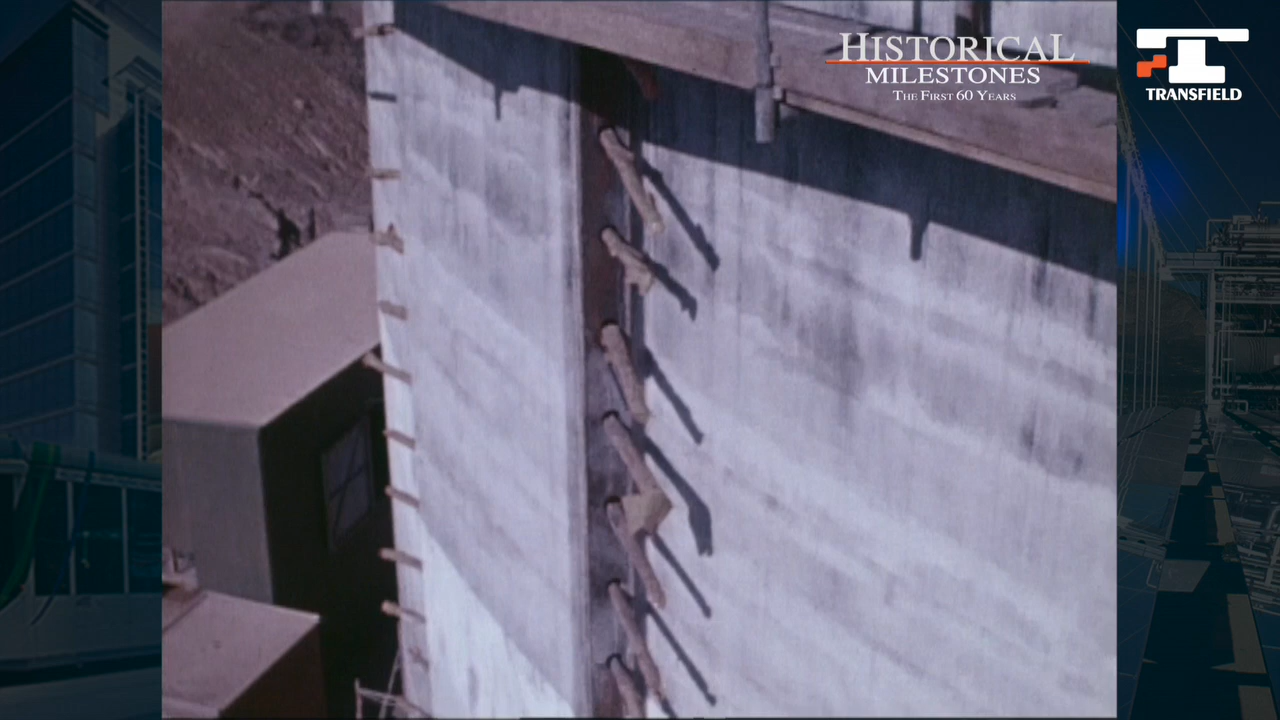 HISTORICAL
MILESTONES
THE FIRST 60 YEARS
TRANSFIELD